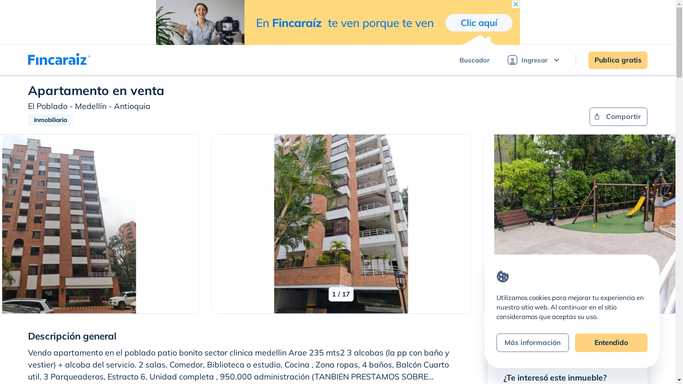 En Fincaraíz te ven porque te ven
Clic aquí
Fincaraiz
Buscador
Ingresar
Publica gratis
Apartamento en venta
El Poblado - Medellín - Antioquia
Inmobiliaria
Compartir
1 / 17
Utilizamos cookies para mejorar tu experiencia en
nuestro sitio web. Al continuar en el sitio
consideramos que aceptas su uso.
Más información
Entendido
Descripción general
Vendo apartamento en el poblado patio bonito sector clinica medellin Arae 235 mts2 3 alcobas (la pp con baño y
vestier) + alcoba del servicio. 2 salas, Comedor, Biblioteca o estudio, Cocina , Zona ropas, 4 baños, Balcón Cuarto
util, 3 Parqueaderos, Estracto 6, Unidad completa , 950.000 administración (TANBIEN PRESTAMOS SOBRE...
¿Te interesó este inmueble?